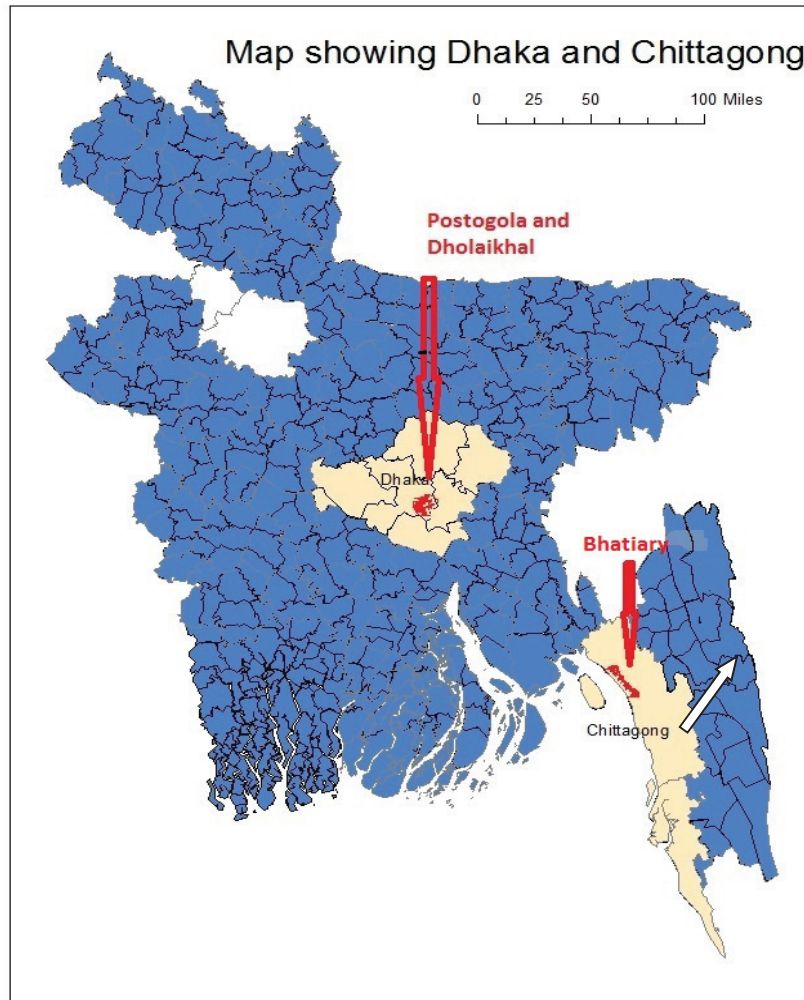 Map showing Dhaka and Chittagong
0 25 50 100 Miles
Postogola and
Dholaikhal
Dhaka
Bhatiary
Chittagong